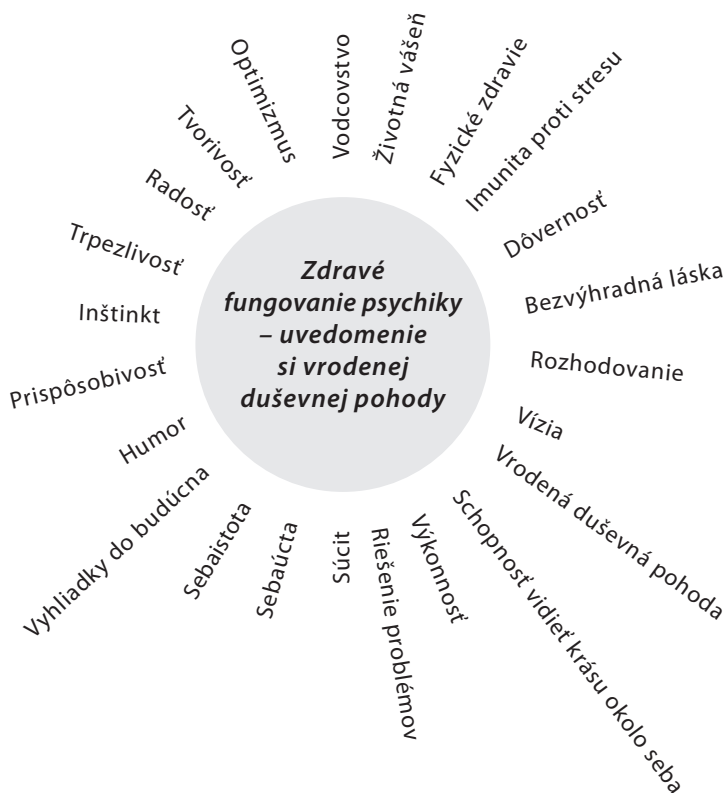 Zdravé
fungovanie psychiky
– uvedomenie
si vrodenej
duševnej pohody
Vodcovstvo
Životná vášeň
Fyzické zdravie
Imunita proti stresu
Dôvernosť
Bezvýhradná láska
Rozhodovanie
Vízia
Vrodená duševná pohoda
Schopnosť vidieť krásu okolo seba
Výkonnosť
Riešenie problémov
Súcit
Sebaúcta
Sebaistota
Vyhliadky do budúcna
Humor
Prispôsobivosť
Inštinkt
Trpezlivosť
Radosť
Tvorivosť
Optimizmus